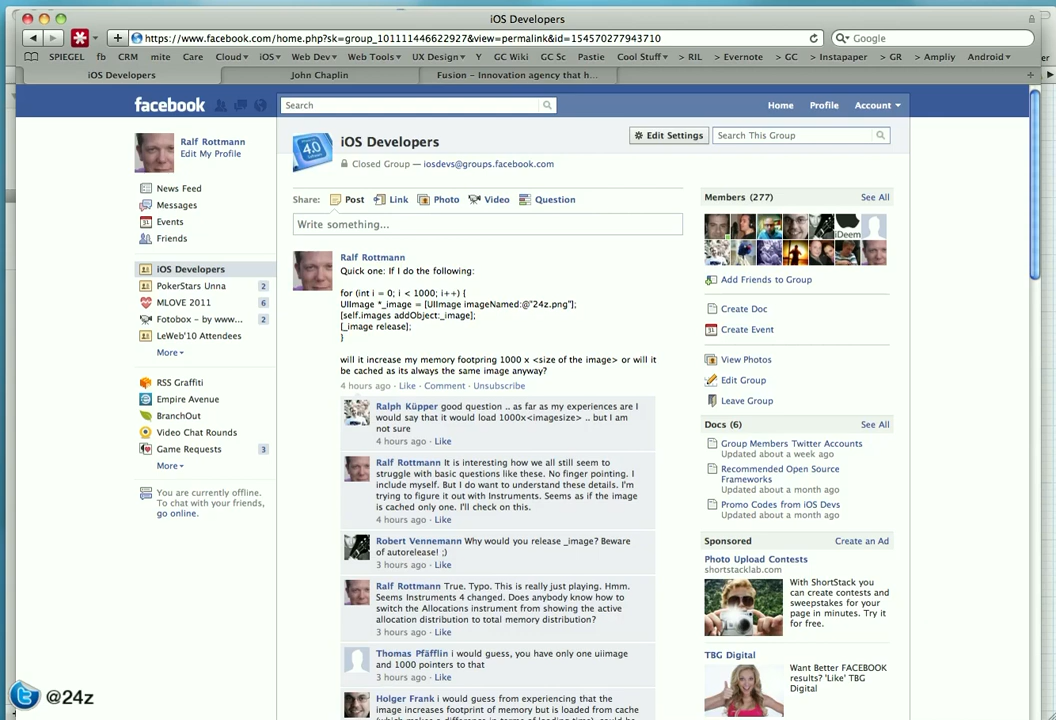 iOS Developers
https://www.facebook.com/home.php?sk=group_101111446622927&view=permalink&id=154570277943710
Google
SPIEGEL fb CRM mite Care Cloud iOS Web Dev Web Tools UX Design Y GC Wiki GC Sc Pastie Cool Stuff > RIL > Evernote > GC > Instapaper > GR > Ampliy Android
iOS Developers John Chaplin Fusion – Innovation agency that h...
facebook
Search
Home Profile Account
Ralf Rottmann
Edit My Profile
News Feed
Messages
Events
Friends
iOS Developers
PokerStars Unna 2
MLOVE 2011 6
Fotobox - by www... 2
LeWeb'10 Attendees
More
RSS Graffiti
Empire Avenue
BranchOut
Video Chat Rounds
Game Requests 3
More
You are currently offline.
To chat with your friends,
go online.
4.0
iOS Developers
Closed Group — iosdevs@groups.facebook.com
Edit Settings
Search This Group
Share: Post Link Photo Video Question
Write something...
Ralf Rottmann
Quick one: If I do the following:
for (int i = 0; i < 1000; i++) {
UIImage *_image = [UIImage imageNamed:@"24z.png"];
[self.images addObject:_image];
[_image release];
}
will it increase my memory footpring 1000 x <size of the image> or will it
be cached as its always the same image anyway?
4 hours ago · Like · Comment · Unsubscribe
Ralph Küpper good question .. as far as my experiences are I
would say that it would load 1000x<imagesize> .. but I am
not sure
4 hours ago · Like
Ralf Rottmann It is interesting how we all still seem to
struggle with basic questions like these. No finger pointing. I
include myself. But I do want to understand these details. I'm
trying to figure it out with Instruments. Seems as if the image
is cached only one. I'll check on this.
4 hours ago · Like
Robert Vennemann Why would you release _image? Beware
of autorelease! ;)
3 hours ago · Like
Ralf Rottmann True. Typo. This is really just playing. Hmm.
Seems Instruments 4 changed. Does anybody know how to
switch the Allocations instrument from showing the active
allocation distribution to total memory distribution?
3 hours ago · Like
Thomas Pfäfflin i would guess, you have only one uiimage
and 1000 pointers to that
3 hours ago · Like
Holger Frank i would guess from experiencing that the
image increases footprint of memory but is loaded from cache
Members (277) See All
iDeem
Add Friends to Group
Create Doc
Create Event
View Photos
Edit Group
Leave Group
Docs (6) See All
Group Members Twitter Accounts
Updated about a week ago
Recommended Open Source
Frameworks
Updated about a month ago
Promo Codes from iOS Devs
Updated about a month ago
Sponsored Create an Ad
Photo Upload Contests
shortstacklab.com
With ShortStack you
can create contests and
sweepstakes for your
page in minutes. Try it
for free.
TBG Digital
Want Better FACEBOOK
results? 'Like' TBG
Digital
@24z